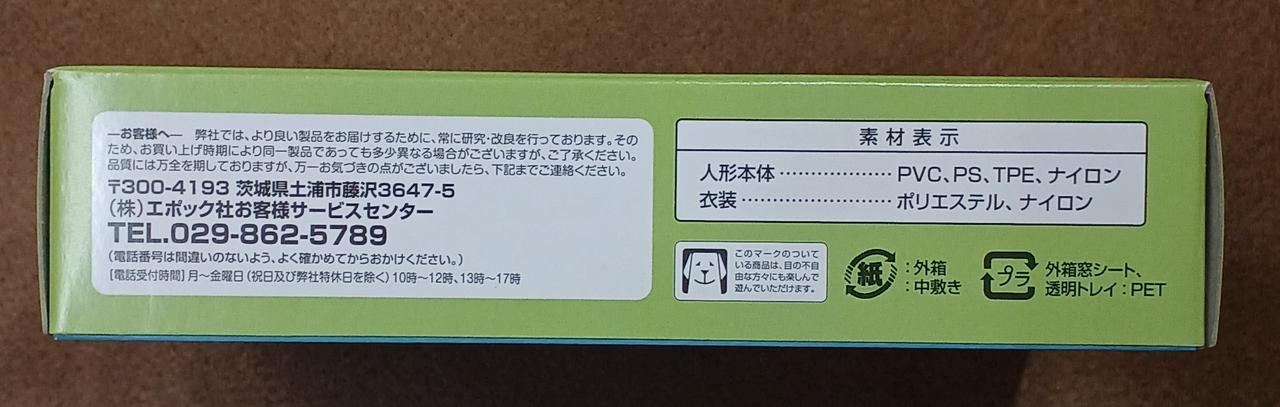 ―お客様へ― 弊社では、より良い製品をお届けするために、常に研究・改良を行っております。その
ため、お買い上げ時期により同一製品であっても多少異なる場合がございますが、ご了承ください。
品質には万全を期しておりますが、万一お気づきの点がございましたら、下記までご連絡ください。
〒300-4193 茨城県土浦市藤沢3647-5
(株)エポック社お客様サービスセンター
TEL.029-862-5789
(電話番号は間違いのないよう、よく確かめてからおかけください。)
[電話受付時間] 月〜金曜日(祝日及び弊社特休日を除く)10時〜12時、13時〜17時
素材表示
人形本体………………PVC、PS、TPE、ナイロン
衣装……………………ポリエステル、ナイロン
このマークのついて
いる商品は、目の不自
由な方々にも楽しんで
遊んでいただけます。
紙
:外箱
:中敷き
プラ
外箱窓シート、
透明トレイ:PET